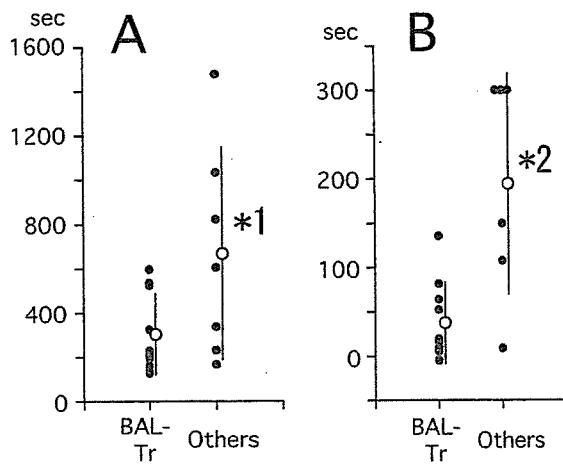 A
sec
1600
1200
800
400
0
*1
BAL-
Tr
Others
B
sec
300
200
100
0
*2
BAL-
Tr
Others